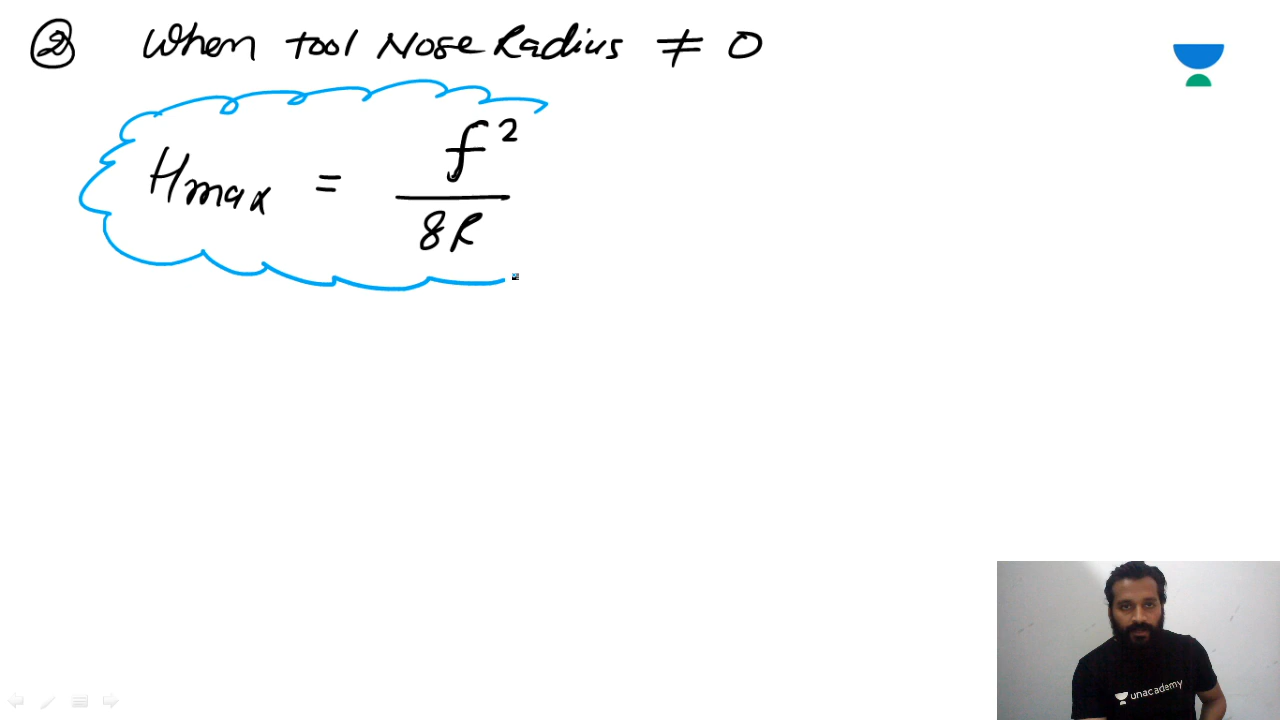 ② When tool Nose Radius ≠ 0
Hmax = f² / 8R
unacademy